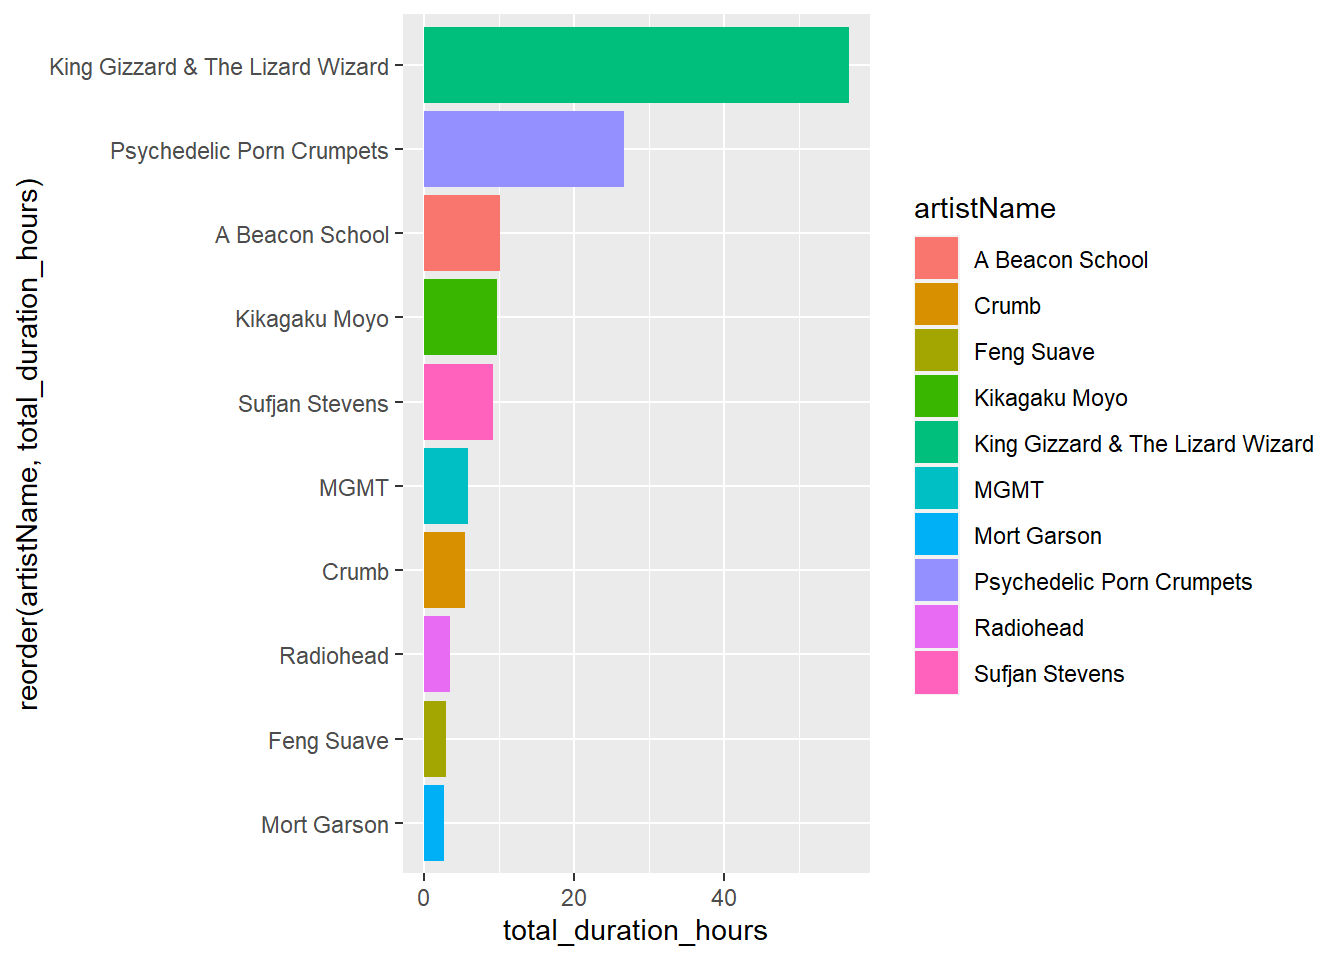 reorder(artistName, total_duration_hours)
King Gizzard & The Lizard Wizard
Psychedelic Porn Crumpets
A Beacon School
Kikagaku Moyo
Sufjan Stevens
MGMT
Crumb
Radiohead
Feng Suave
Mort Garson
0 20 40
total_duration_hours
artistName
A Beacon School
Crumb
Feng Suave
Kikagaku Moyo
King Gizzard & The Lizard Wizard
MGMT
Mort Garson
Psychedelic Porn Crumpets
Radiohead
Sufjan Stevens